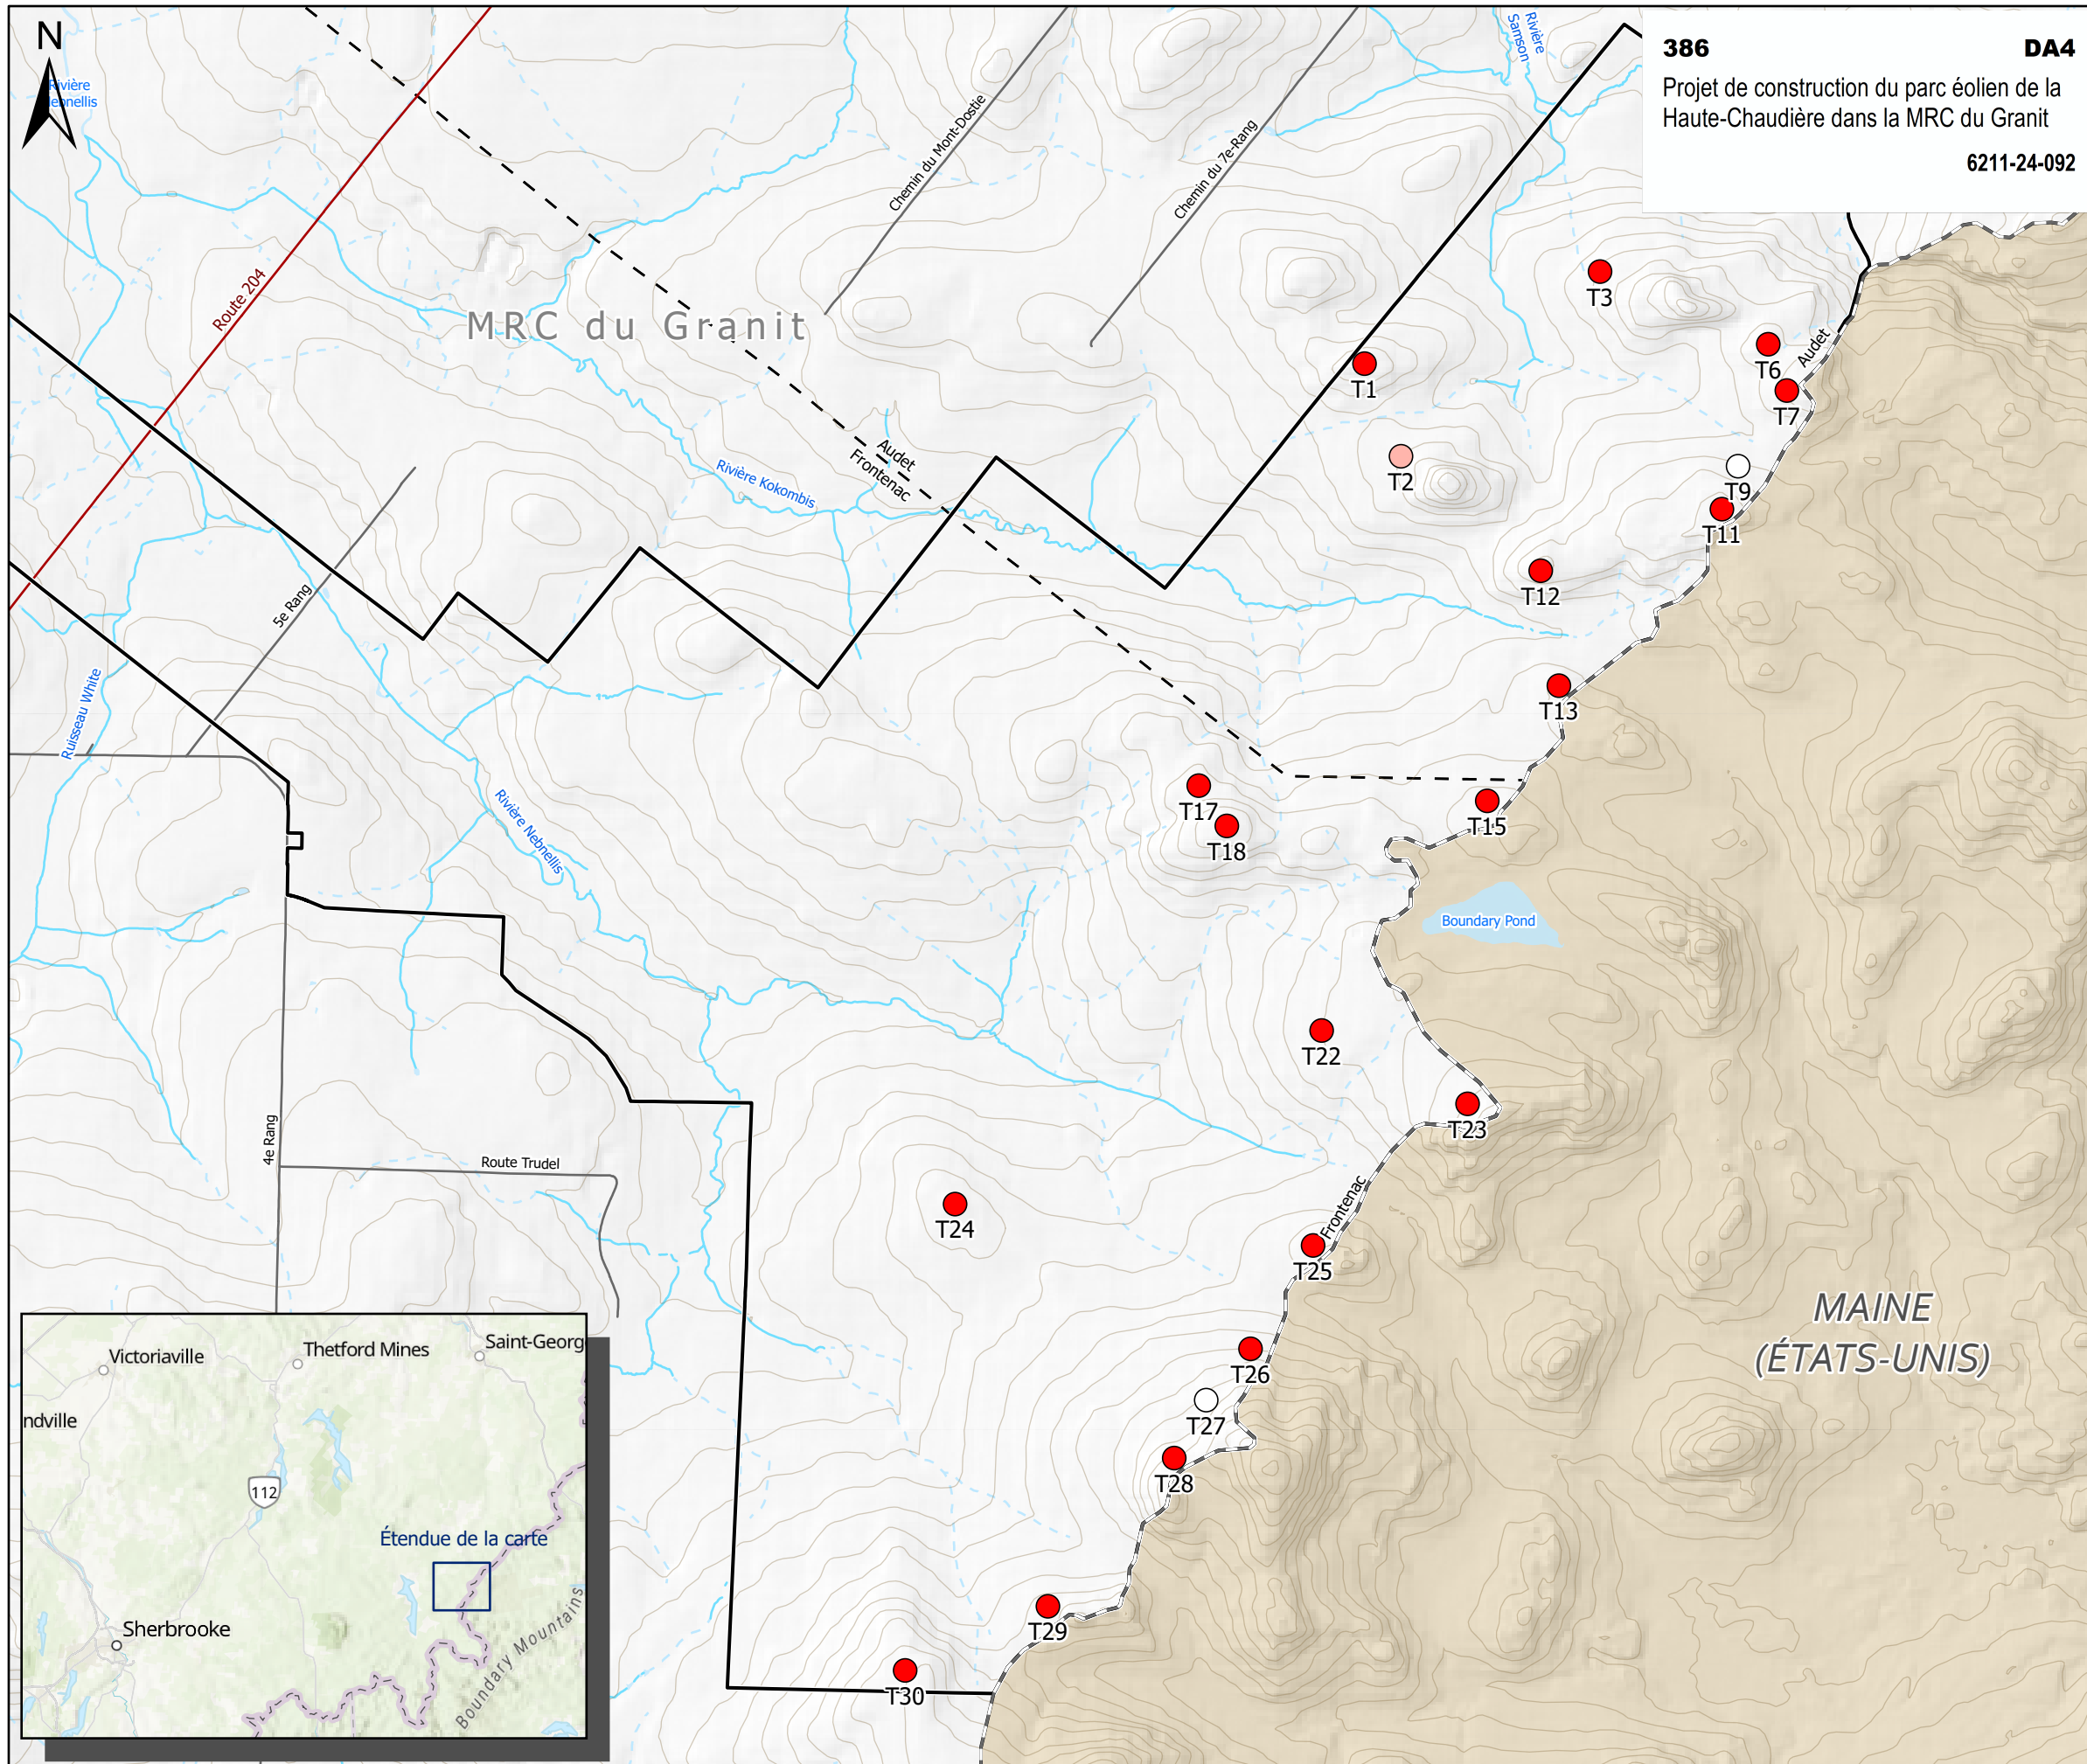 N
386 DA4
Projet de construction du parc éolien de la
Haute-Chaudière dans la MRC du Granit
6211-24-092
Rivière
Samson
Rivière
Chemin du Mont-Dostie
Chemin du 7e-Rang
Route 204
MRC du Granit
T3
T6
Audet
T7
T1
T2
T9
T11
Audet
Frontenac
Rivière Kokombis
T12
5e Rang
Ruisseau White
T13
T17
T15
T18
Rivière Nebnellis
Boundary Pond
T22
T23
4e Rang
Route Trudel
T24
Frontenac
T25
MAINE
(ÉTATS-UNIS)
T26
T27
T28
T29
T30
Victoriaville
Thetford Mines
Saint-Georg
ndville
112
Étendue de la carte
Sherbrooke
Boundary Mountains